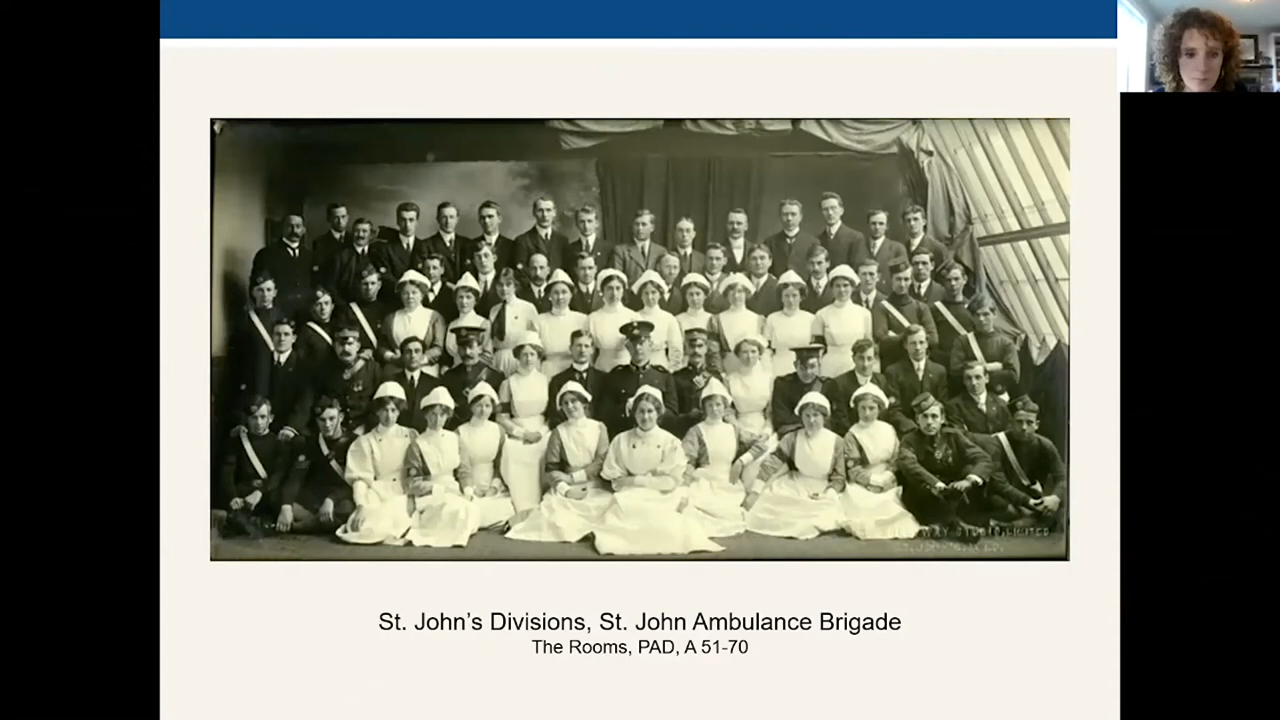 St. John's Divisions, St. John Ambulance Brigade
The Rooms, PAD, A 51-70